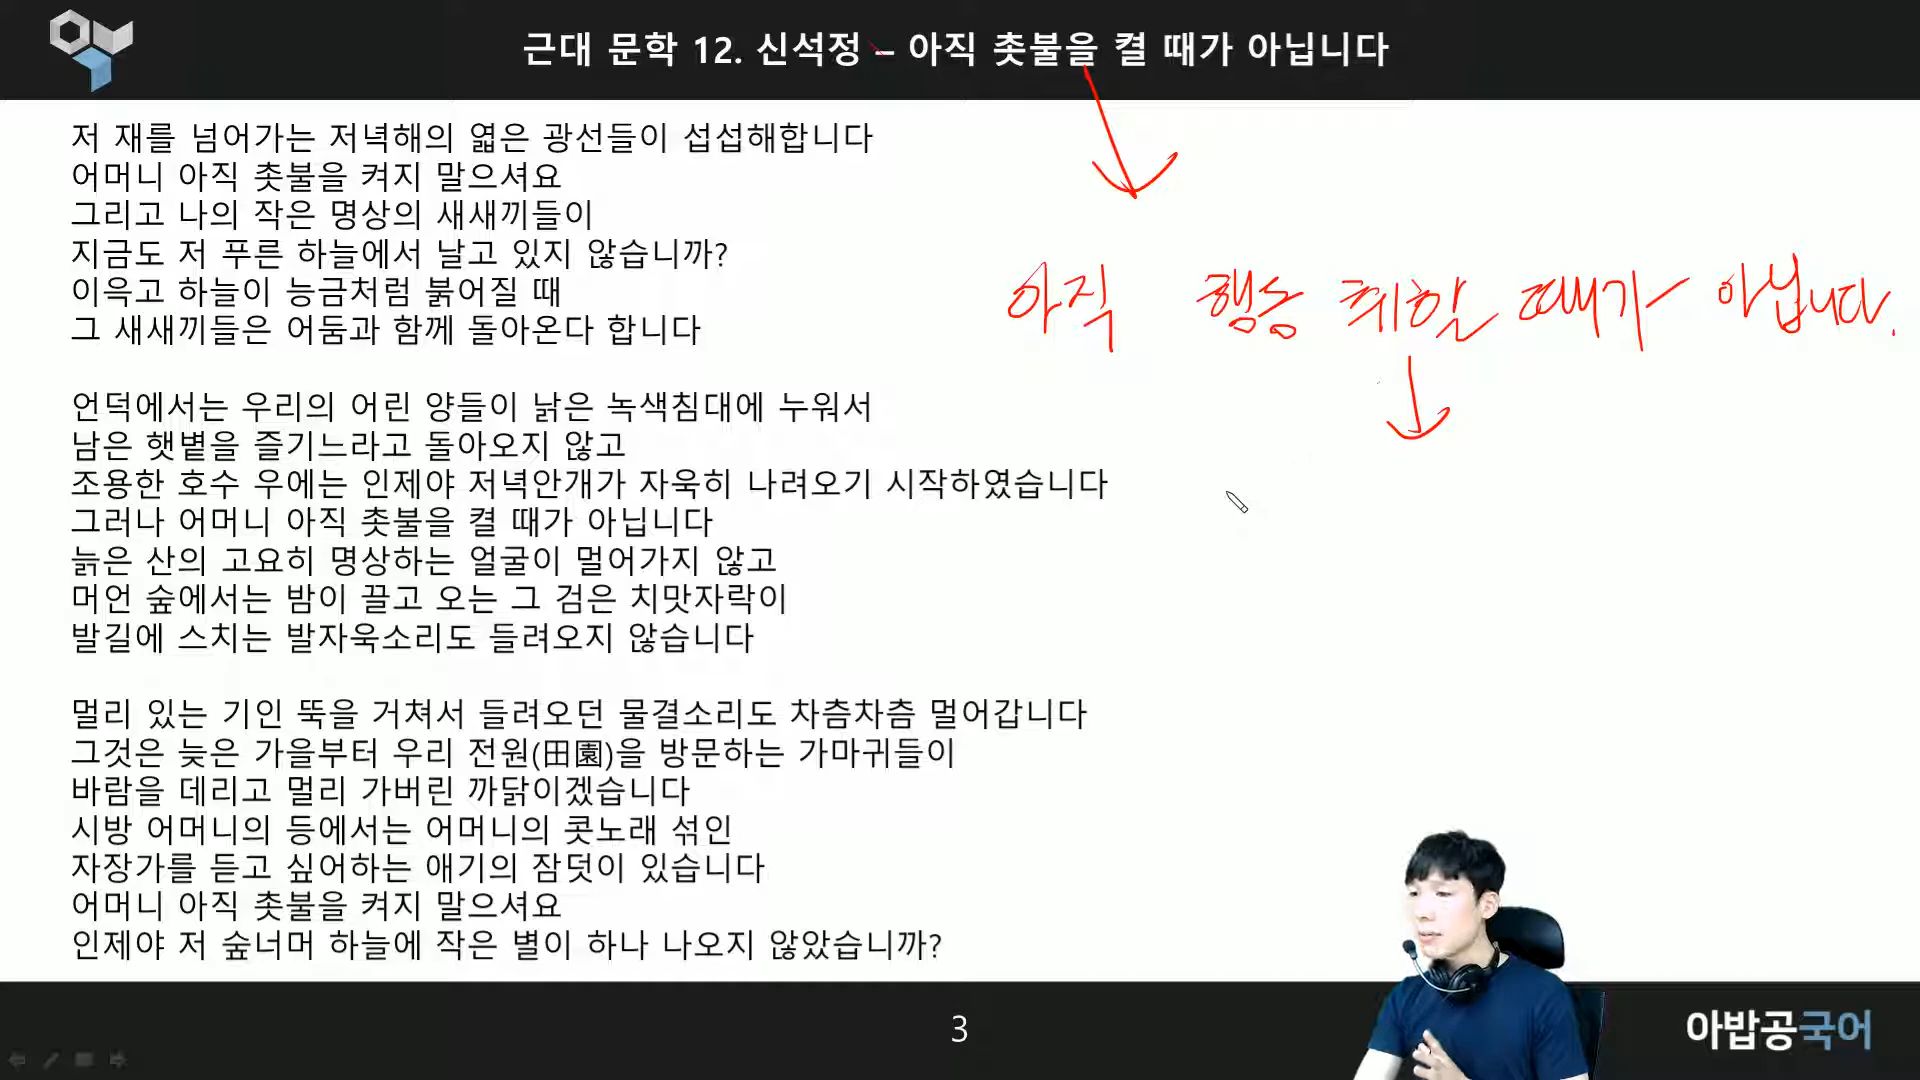 근대 문학 12. 신석정 – 아직 촛불을 켤 때가 아닙니다
저 재를 넘어가는 저녁해의 엷은 광선들이 섭섭해합니다
어머니 아직 촛불을 켜지 말으셔요
그리고 나의 작은 명상의 새새끼들이
지금도 저 푸른 하늘에서 날고 있지 않습니까?
이윽고 하늘이 능금처럼 붉어질 때
그 새새끼들은 어둠과 함께 돌아온다 합니다
아직 행동 취할 때가 아닙니다.
언덕에서는 우리의 어린 양들이 낡은 녹색침대에 누워서
남은 햇볕을 즐기느라고 돌아오지 않고
조용한 호수 우에는 인제야 저녁안개가 자욱히 나려오기 시작하였습니다
그러나 어머니 아직 촛불을 켤 때가 아닙니다
늙은 산의 고요히 명상하는 얼굴이 멀어가지 않고
머언 숲에서는 밤이 끌고 오는 그 검은 치맛자락이
발길에 스치는 발자욱소리도 들려오지 않습니다
멀리 있는 기인 뚝을 거쳐서 들려오던 물결소리도 차츰차츰 멀어갑니다
그것은 늦은 가을부터 우리 전원(田園)을 방문하는 가마귀들이
바람을 데리고 멀리 가버린 까닭이겠습니다
시방 어머니의 등에서는 어머니의 콧노래 섞인
자장가를 듣고 싶어하는 애기의 잠덧이 있습니다
어머니 아직 촛불을 켜지 말으셔요
인제야 저 숲너머 하늘에 작은 별이 하나 나오지 않았습니까?
3
아밥공국어